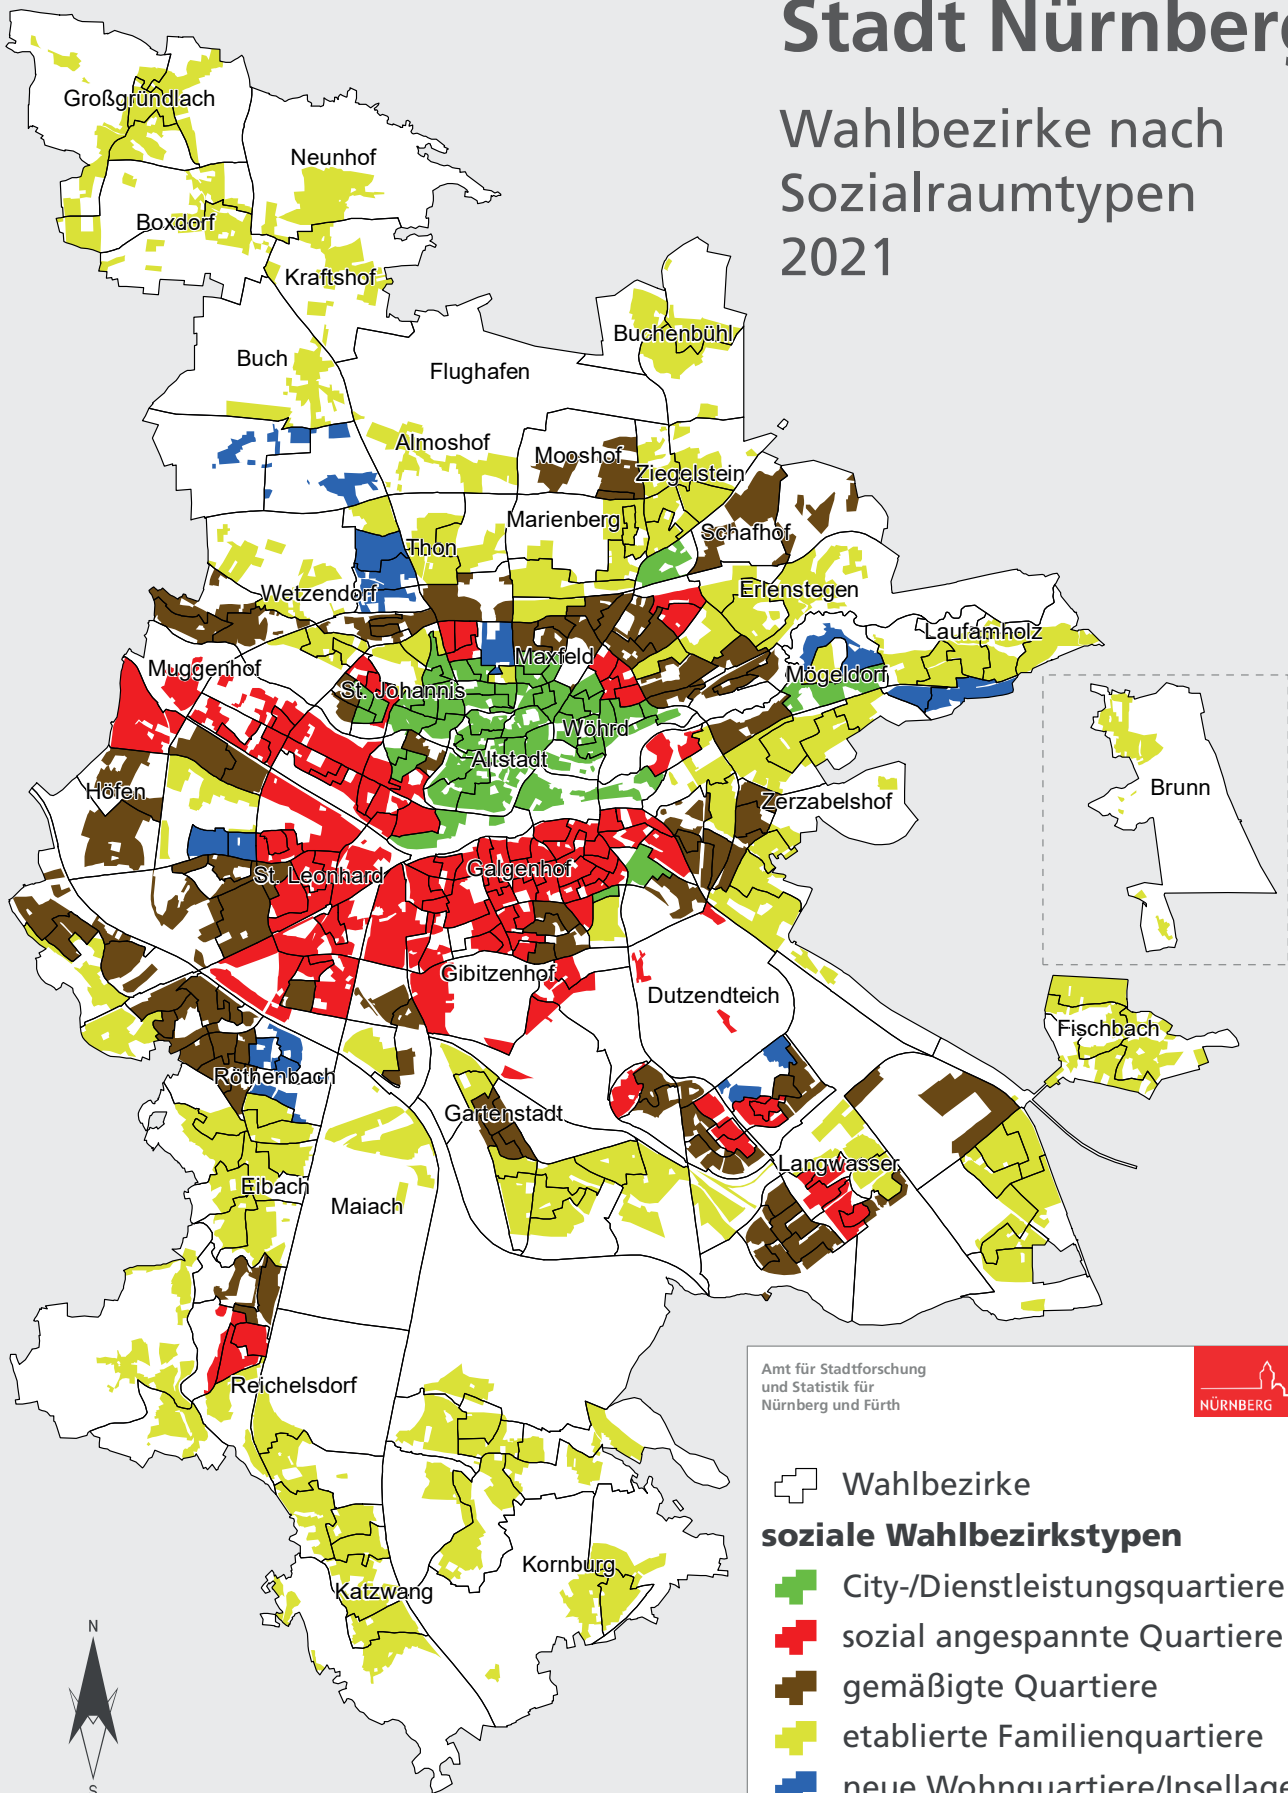 Stadt Nürnberg
Wahlbezirke nach
Sozialraumtypen
2021
Großgründlach
Neunhof
Boxdorf
Kraftshof
Buchenbühl
Buch
Flughafen
Almoshof
Mooshof
Ziegelstein
Marienberg
Schafhof
Thon
Wetzendorf
Erlenstegen
Laufamholz
Maxfeld
Muggenhof
Mögeldorf
St. Johannis
Wöhrd
Altstadt
Höfen
Zerzabelshof
Brunn
St. Leonhard
Galgenhof
Gibitzenhof
Dutzendteich
Fischbach
Röthenbach
Gartenstadt
Langwasser
Eibach
Maiach
Reichelsdorf
Kornburg
Katzwang
N
S
Amt für Stadtforschung
und Statistik für
Nürnberg und Fürth
NÜRNBERG
Wahlbezirke
soziale Wahlbezirkstypen
City-/Dienstleistungsquartiere
sozial angespannte Quartiere
gemäßigte Quartiere
etablierte Familienquartiere
neue Wohnquartiere/Insellage